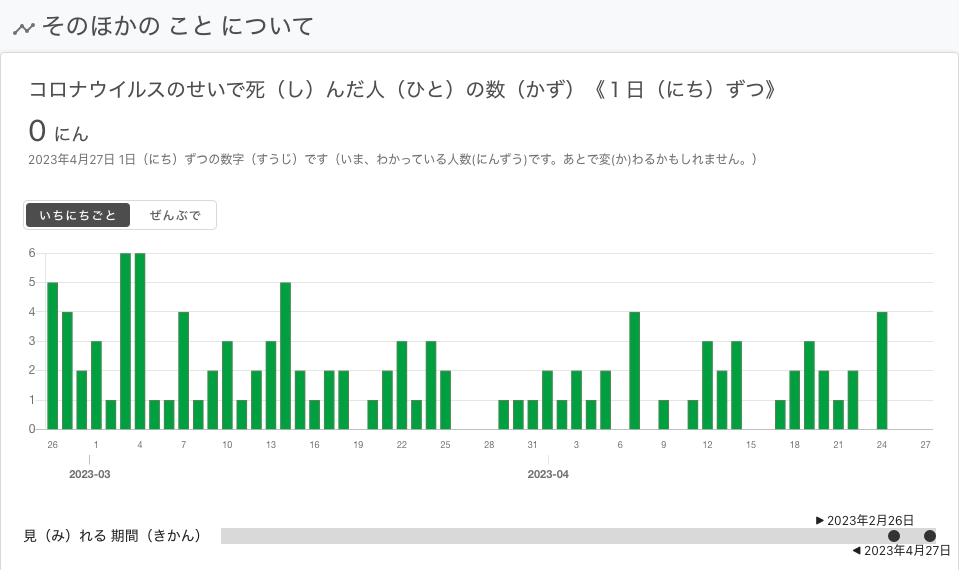 そのほかの こと について
コロナウイルスのせいで死（し）んだ人（ひと）の数（かず）《１日（にち）ずつ》
0 にん
2023年4月27日 1日（にち）ずつの数字（すうじ）です（いま、わかっている人数(にんずう)です。あとで変(か)わるかもしれません。）
いちにちごと ぜんぶで
6
5
4
3
2
1
0
26 1 4 7 10 13 16 19 22 25 28 31 3 6 9 12 15 18 21 24 27
2023-03 2023-04
▶ 2023年2月26日
見（み）れる 期間（きかん）
◀ 2023年4月27日